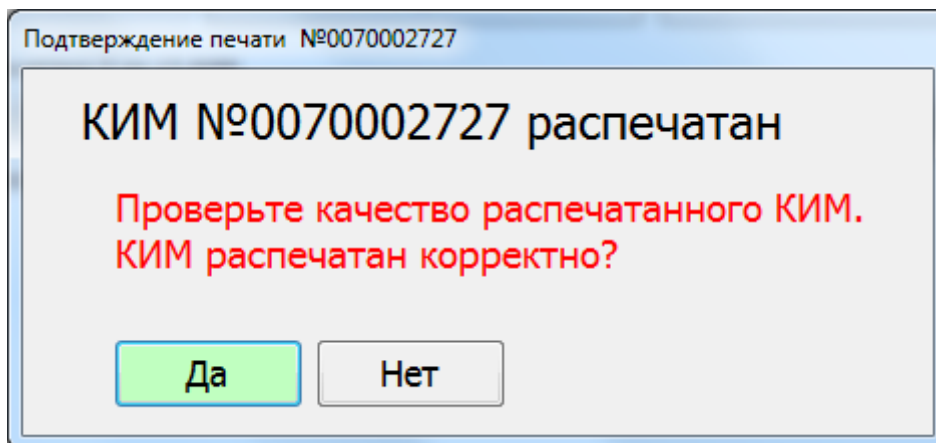 Подтверждение печати №0070002727
КИМ №0070002727 распечатан
Проверьте качество распечатанного КИМ.
КИМ распечатан корректно?
Да
Нет